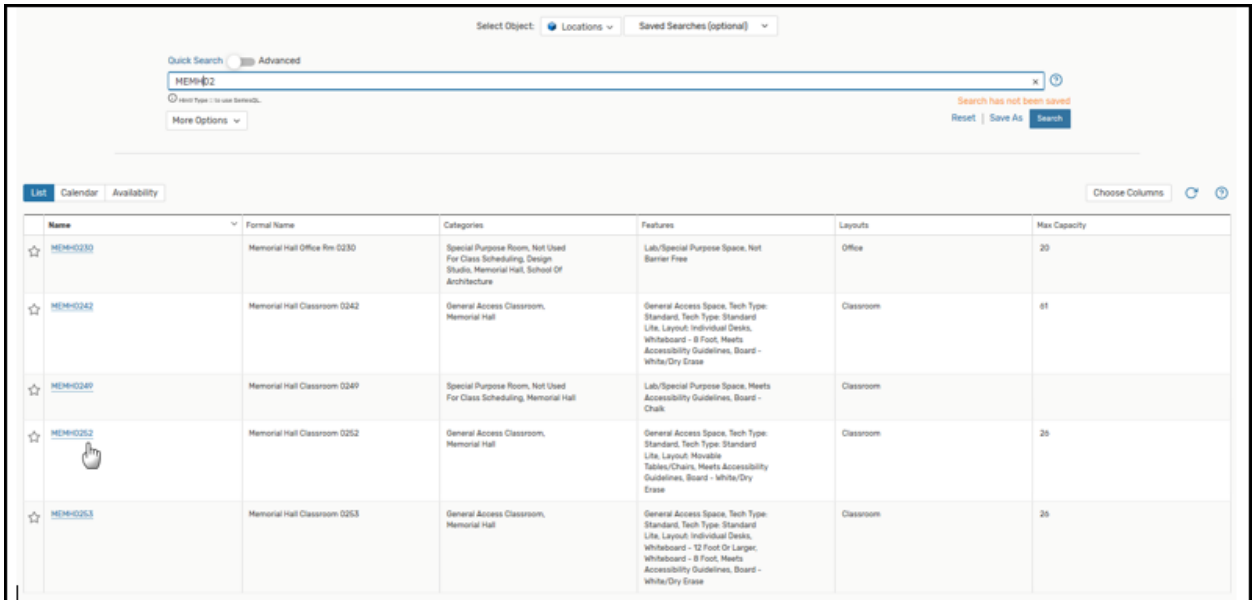 Select Object: Locations Saved Searches (optional)
Quick Search Advanced
MEMH02
Hint! Type :: to use SeriesQL.
Search has not been saved
More Options Reset | Save As Search
List Calendar Availability Choose Columns
Name Formal Name Categories Features Layouts Max Capacity
MEMH0230 Memorial Hall Office Rm 0230 Special Purpose Room, Not Used Lab/Special Purpose Space, Not Office 20
For Class Scheduling, Design Barrier Free
Studio, Memorial Hall, School Of
Architecture
MEMH0242 Memorial Hall Classroom 0242 General Access Classroom, General Access Space, Tech Type: Classroom 61
Memorial Hall Standard, Tech Type: Standard
Lite, Layout: Individual Desks,
Whiteboard - 8 Foot, Meets
Accessibility Guidelines, Board -
White/Dry Erase
MEMH0249 Memorial Hall Classroom 0249 Special Purpose Room, Not Used Lab/Special Purpose Space, Meets Classroom
For Class Scheduling, Memorial Hall Accessibility Guidelines, Board -
Chalk
MEMH0252 Memorial Hall Classroom 0252 General Access Classroom, General Access Space, Tech Type: Classroom 26
Memorial Hall Standard, Tech Type: Standard
Lite, Layout: Movable
Tables/Chairs, Meets Accessibility
Guidelines, Board - White/Dry
Erase
MEMH0253 Memorial Hall Classroom 0253 General Access Classroom, General Access Space, Tech Type: Classroom 26
Memorial Hall Standard, Tech Type: Standard
Lite, Layout: Individual Desks,
Whiteboard - 12 Foot Or Larger,
Whiteboard - 8 Foot, Meets
Accessibility Guidelines, Board -
White/Dry Erase